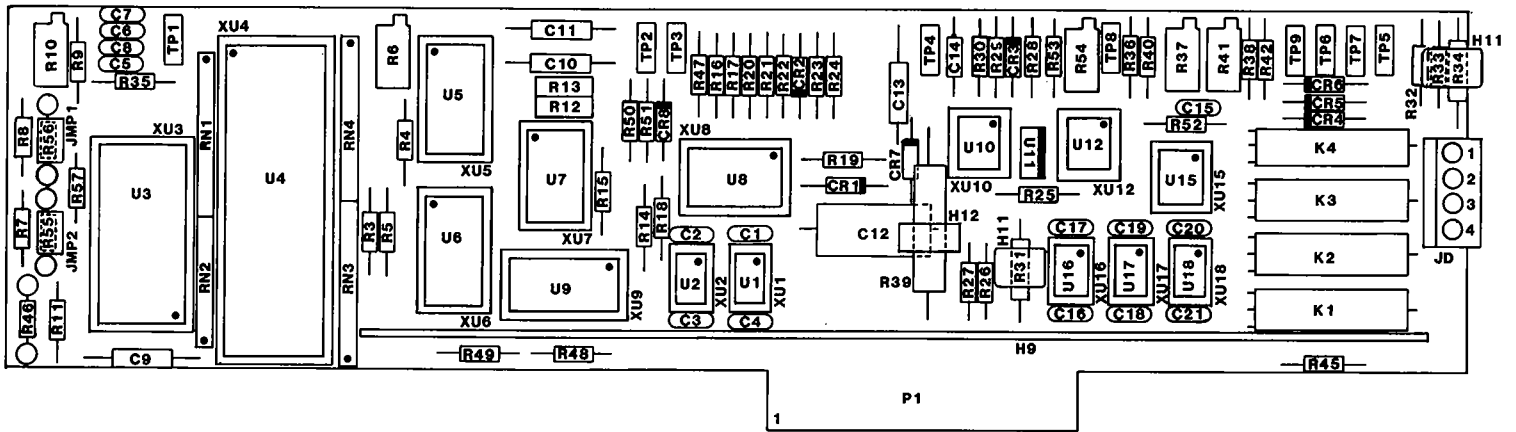 C7
C6
C8
C5
R10
R9
R35
TP1
XU4
R6
C11
C10
R13
R12
TP2
TP3
R47
R16
R17
R20
R21
R22
CR2
R23
R24
C13
TP4
C14
R30
R29
CR3
R28
R53
R54
TP8
R36
R40
R37
R41
R38
R42
TP9
TP6
TP7
TP5
H11
R33
R34
R32
CR6
CR5
CR4
R8
R56
JMP1
XU3
RN1
RN4
R4
U5
XU5
R50
R51
CR8
XU8
U8
R19
CR1
CR7
U10
XU10
U11
R25
U12
XU12
C15
R52
U15
XU15
K4
K3
K2
K1
1
2
3
4
JD
R57
U3
U4
U7
XU7
R15
R14
R18
R7
R55
JMP2
RN2
RN3
R3
R5
U6
XU6
U9
XU9
C2
U2
XU2
C3
C1
U1
XU1
C4
C12
H12
R39
R27
R26
H11
R31
C17
U16
XU16
C16
C19
U17
XU17
C18
C20
U18
XU18
C21
R46
R11
C9
R49
R48
H9
R45
P1
1